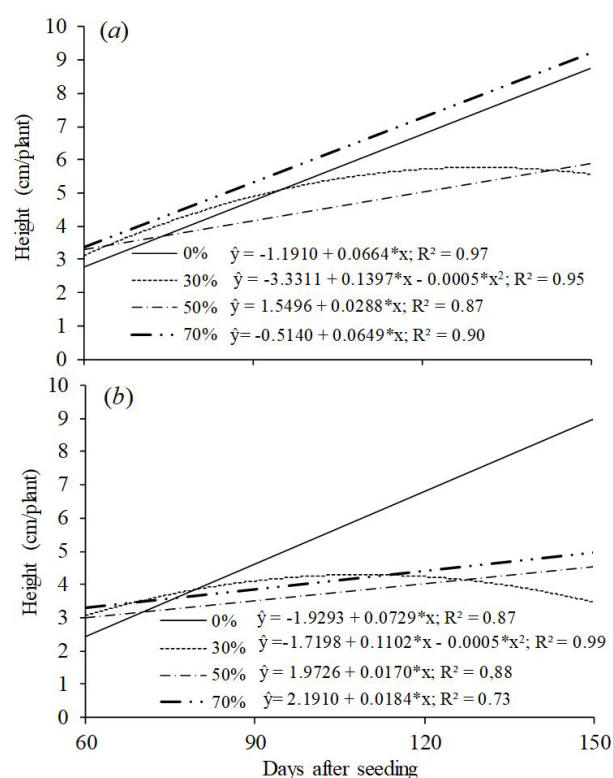 (a)
10
9
8
7
6
5
4
3
2
1
0
Height (cm/plant)
0% ŷ = -1.1910 + 0.0664*x; R² = 0.97
30% ŷ = -3.3311 + 0.1397*x - 0.0005*x²; R² = 0.95
50% ŷ = 1.5496 + 0.0288*x; R² = 0.87
70% ŷ = -0.5140 + 0.0649*x; R² = 0.90
(b)
10
9
8
7
6
5
4
3
2
1
0
Height (cm/plant)
0% ŷ = -1.9293 + 0.0729*x; R² = 0.87
30% ŷ=-1.7198 + 0.1102*x - 0.0005*x²; R² = 0.99
50% ŷ= 1.9726 + 0.0170*x; R² = 0.88
70% ŷ= 2.1910 + 0.0184*x; R² = 0.73
60 90 120 150
Days after seeding